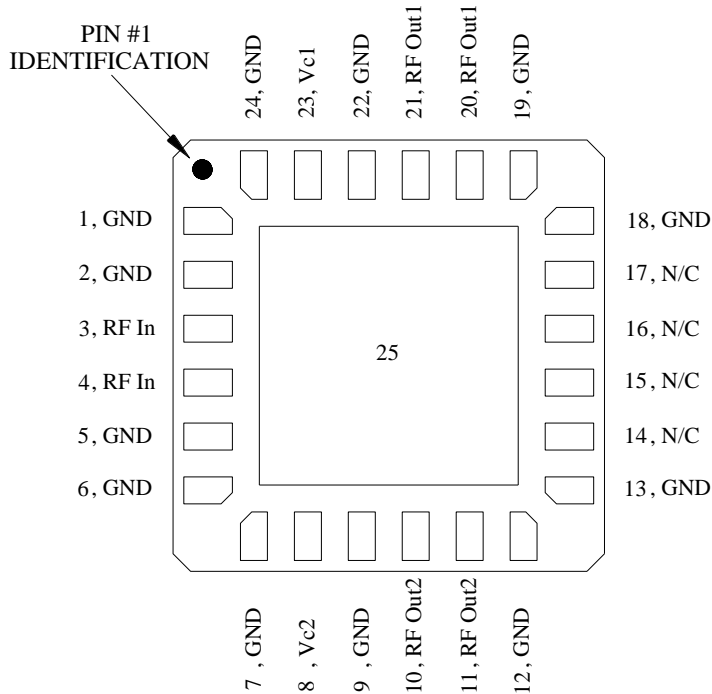 PIN #1
IDENTIFICATION
24, GND
23, Vc1
22, GND
21, RF Out1
20, RF Out1
19, GND
1, GND
2, GND
3, RF In
4, RF In
5, GND
6, GND
25
18, GND
17, N/C
16, N/C
15, N/C
14, N/C
13, GND
7 , GND
8 , Vc2
9 , GND
10, RF Out2
11, RF Out2
12, GND